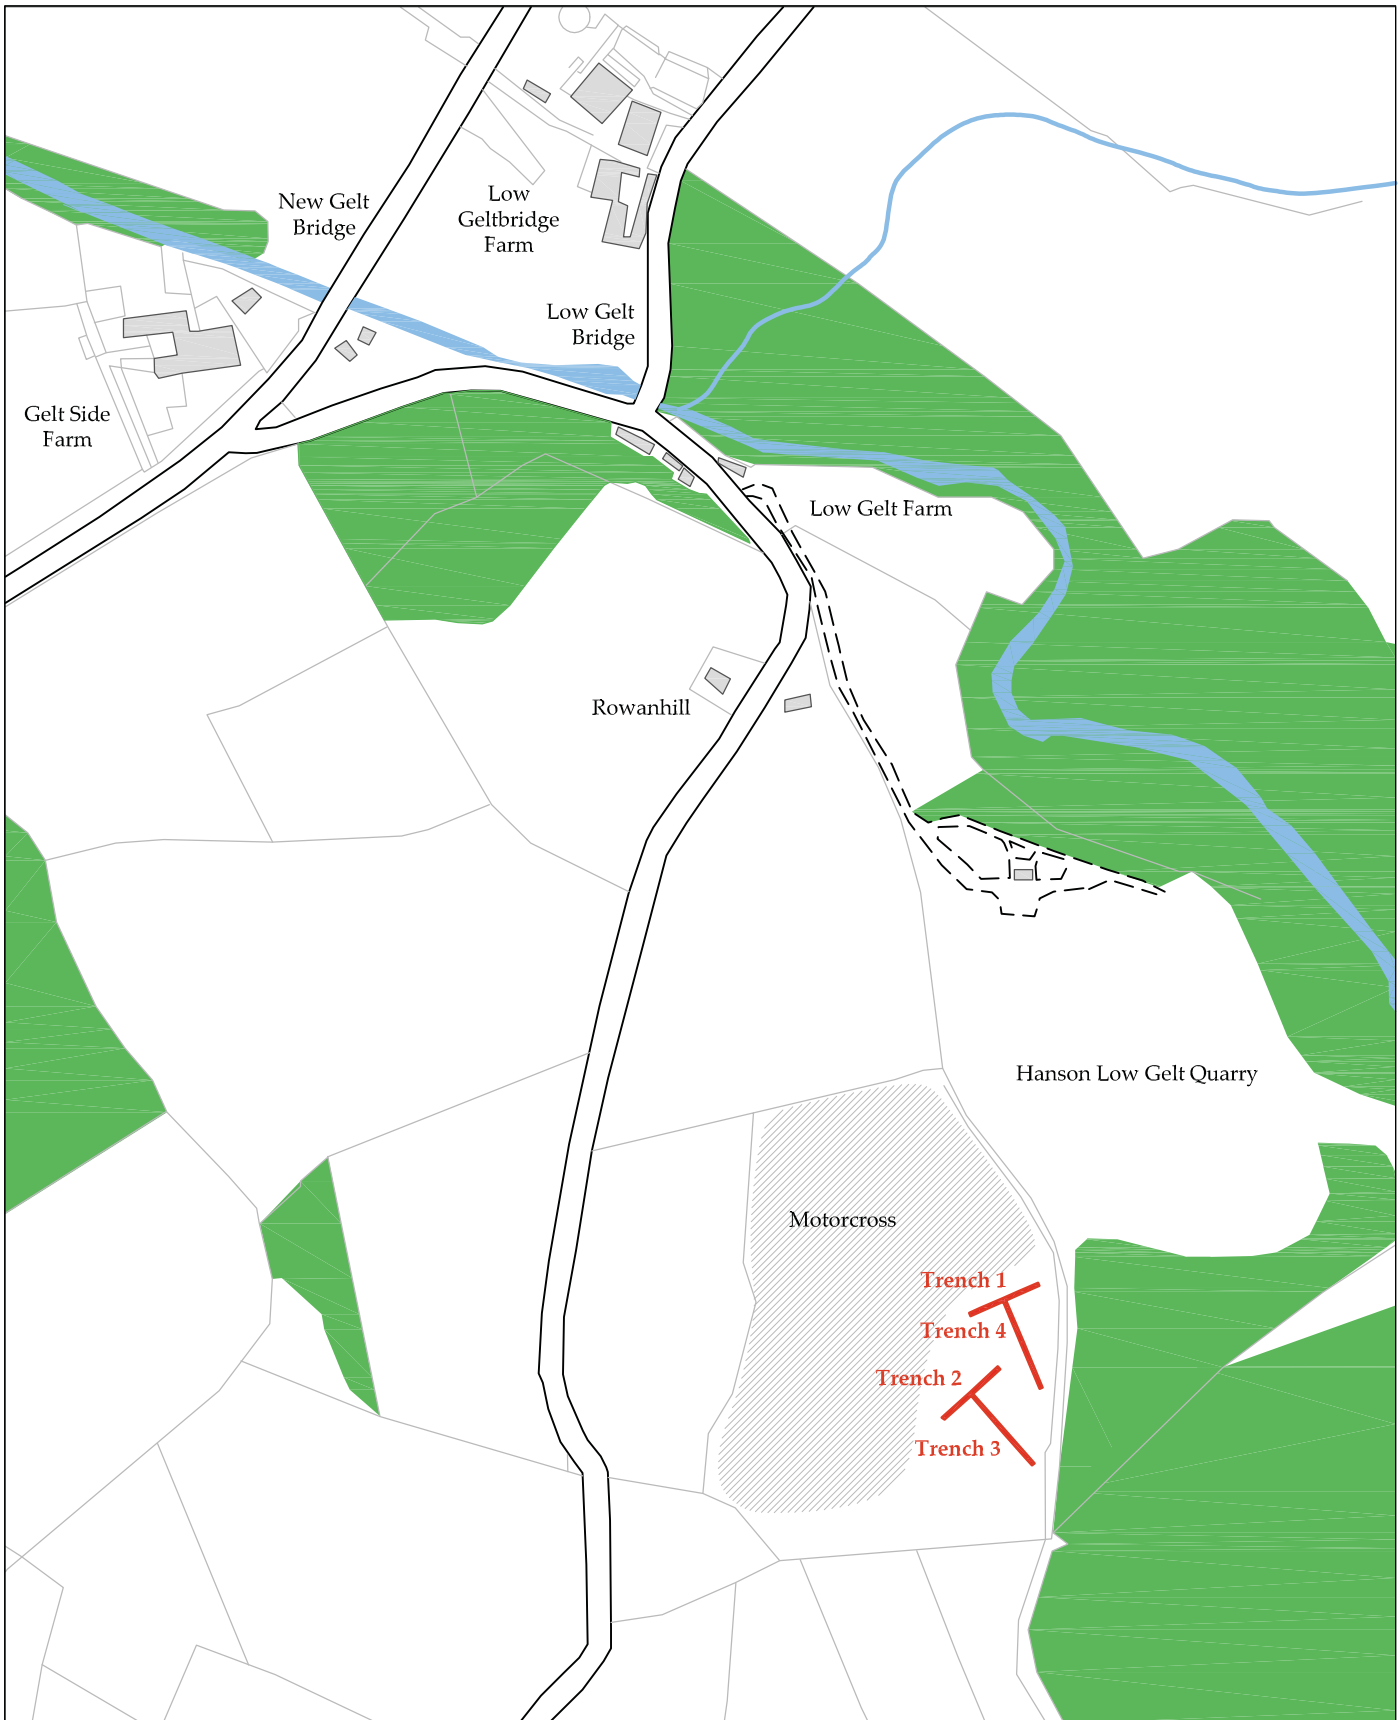 New Gelt
Bridge
Low
Geltbridge
Farm
Low Gelt
Bridge
Gelt Side
Farm
Low Gelt Farm
Rowanhill
Hanson Low Gelt Quarry
Motorcross
Trench 1
Trench 4
Trench 2
Trench 3